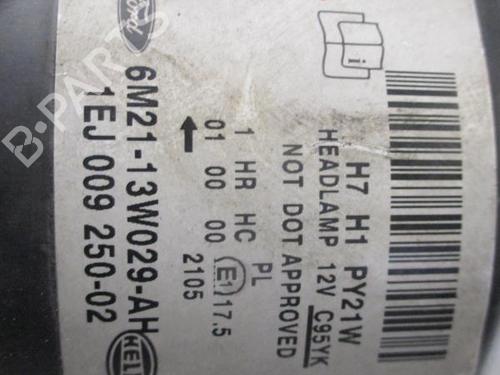 Ford
6M21-13W029-AH
1EJ 009 250-02
HELLA
1 HR HC PL
01 00 00 E1 17.5
2105
H7 H1 PY21W
HEADLAMP 12V C95YK
NOT DOT APPROVED
i
B-PARTS